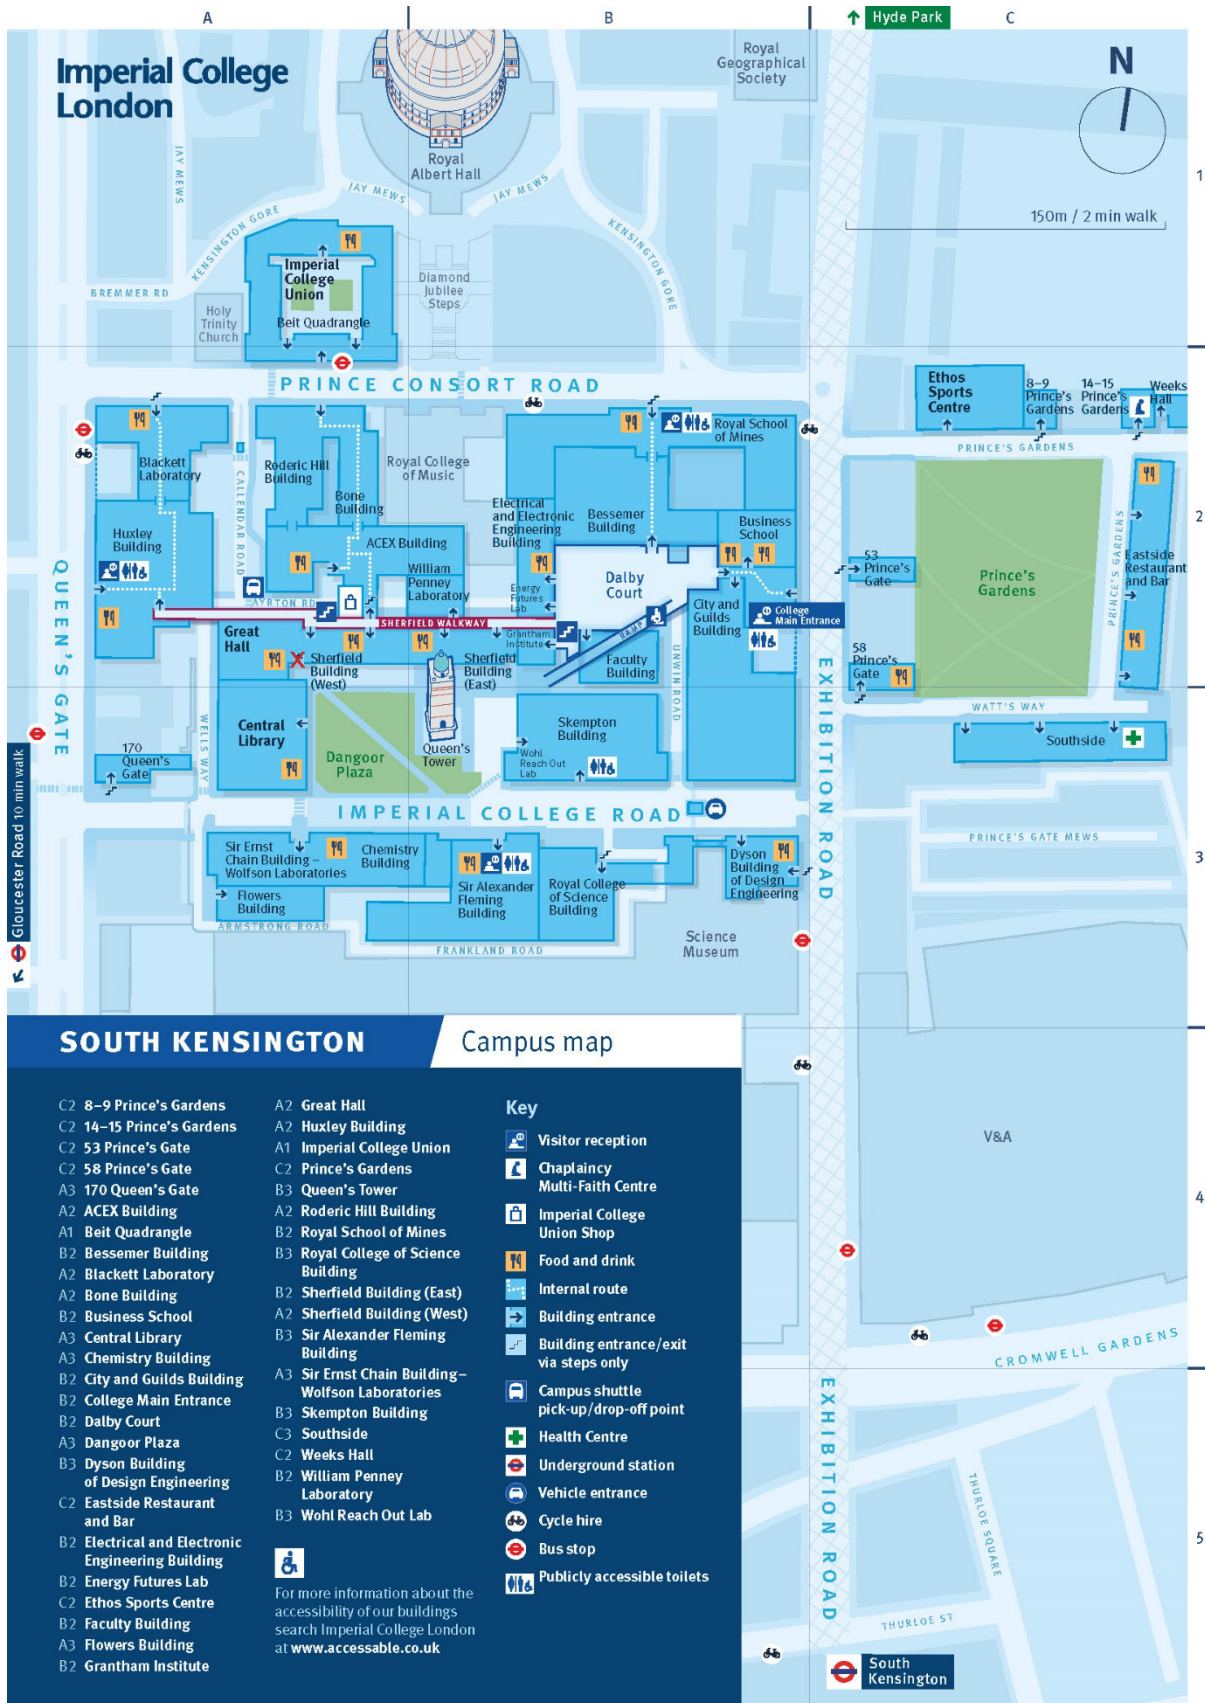 A
B
Hyde Park
C
Imperial College
London
Royal
Geographical
Society
N
Royal
Albert Hall
JAY MEWS
JAY MEWS
JAY MEWS
1
150m / 2 min walk
KENSINGTON GORE
KENSINGTON GORE
Imperial
College
Union
Beit Quadrangle
Diamond
Jubilee
Steps
BREMMER RD
Holy
Trinity
Church
PRINCE CONSORT ROAD
Ethos
Sports
Centre
8–9
Prince's
Gardens
14–15
Prince's
Gardens
Weeks
Hall
PRINCE'S GARDENS
Blackett
Laboratory
CALLENDAR ROAD
Roderic Hill
Building
Bone
Building
Royal College
of Music
Royal School
of Mines
Electrical
and Electronic
Engineering
Building
Bessemer
Building
Business
School
2
Huxley
Building
ACEX Building
William
Penney
Laboratory
Energy
Futures
Lab
Dalby
Court
53
Prince's
Gate
Prince's
Gardens
PRINCE'S GARDENS
Eastside
Restaurant
and Bar
AYRTON RD
SHERFIELD WALKWAY
Grantham
Institute
RAMP
City and
Guilds
Building
College
Main Entrance
QUEEN'S GATE
Great
Hall
Sherfield
Building
(West)
Sherfield
Building
(East)
Faculty
Building
UNWIN ROAD
EXHIBITION ROAD
58
Prince's
Gate
WATT'S WAY
Central
Library
WELLS WAY
Dangoor
Plaza
Queen's
Tower
Skempton
Building
Wohl
Reach Out
Lab
Southside
170
Queen's
Gate
IMPERIAL COLLEGE ROAD
PRINCE'S GATE MEWS
3
Gloucester Road 10 min walk
Sir Ernst
Chain Building –
Wolfson Laboratories
Chemistry
Building
Flowers
Building
Sir Alexander
Fleming
Building
Royal College
of Science
Building
Dyson
Building
of Design
Engineering
ARMSTRONG ROAD
FRANKLAND ROAD
Science
Museum
SOUTH KENSINGTON
Campus map
C2 8–9 Prince's Gardens
C2 14–15 Prince's Gardens
C2 53 Prince's Gate
C2 58 Prince's Gate
A3 170 Queen's Gate
A2 ACEX Building
A1 Beit Quadrangle
B2 Bessemer Building
A2 Blackett Laboratory
A2 Bone Building
B2 Business School
A3 Central Library
A3 Chemistry Building
B2 City and Guilds Building
B2 College Main Entrance
B2 Dalby Court
A3 Dangoor Plaza
B3 Dyson Building
of Design Engineering
C2 Eastside Restaurant
and Bar
B2 Electrical and Electronic
Engineering Building
B2 Energy Futures Lab
C2 Ethos Sports Centre
B2 Faculty Building
A3 Flowers Building
B2 Grantham Institute
A2 Great Hall
A2 Huxley Building
A1 Imperial College Union
C2 Prince's Gardens
B3 Queen's Tower
A2 Roderic Hill Building
B2 Royal School of Mines
B3 Royal College of Science
Building
B2 Sherfield Building (East)
A2 Sherfield Building (West)
B3 Sir Alexander Fleming
Building
A3 Sir Ernst Chain Building–
Wolfson Laboratories
B3 Skempton Building
C3 Southside
C2 Weeks Hall
B2 William Penney
Laboratory
B3 Wohl Reach Out Lab
For more information about the
accessibility of our buildings
search Imperial College London
at www.accessable.co.uk
Key
Visitor reception
Chaplaincy
Multi-Faith Centre
Imperial College
Union Shop
Food and drink
Internal route
Building entrance
Building entrance/exit
via steps only
Campus shuttle
pick-up/drop-off point
Health Centre
Underground station
Vehicle entrance
Cycle hire
Bus stop
Publicly accessible toilets
V&A
4
CROMWELL GARDENS
EXHIBITION ROAD
THURLOE SQUARE
5
THURLOE ST
South
Kensington